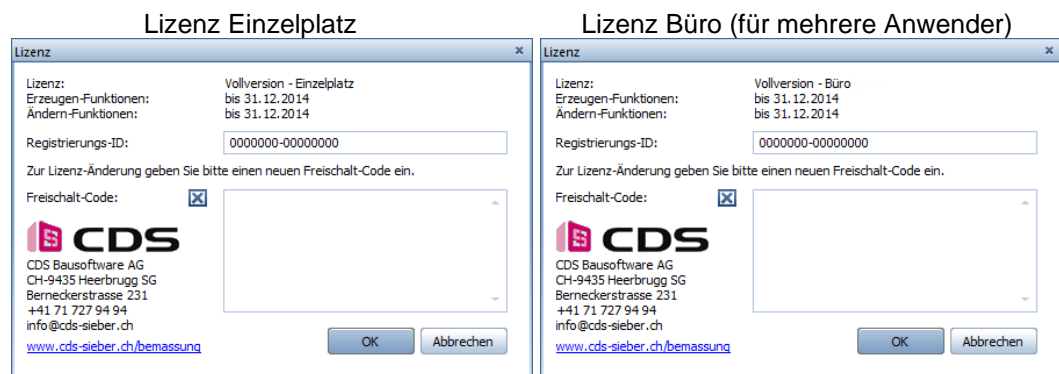 Lizenz Einzelplatz
Lizenz
Lizenz: Vollversion - Einzelplatz
Erzeugen-Funktionen: bis 31.12.2014
Ändern-Funktionen: bis 31.12.2014
Registrierungs-ID: 0000000-00000000
Zur Lizenz-Änderung geben Sie bitte einen neuen Freischalt-Code ein.
Freischalt-Code:
CDS
CDS Bausoftware AG
CH-9435 Heerbrugg SG
Berneckerstrasse 231
+41 71 727 94 94
info@cds-sieber.ch
www.cds-sieber.ch/bemassung
OK Abbrechen
Lizenz Büro (für mehrere Anwender)
Lizenz
Lizenz: Vollversion - Büro
Erzeugen-Funktionen: bis 31.12.2014
Ändern-Funktionen: bis 31.12.2014
Registrierungs-ID: 0000000-00000000
Zur Lizenz-Änderung geben Sie bitte einen neuen Freischalt-Code ein.
Freischalt-Code:
CDS
CDS Bausoftware AG
CH-9435 Heerbrugg SG
Berneckerstrasse 231
+41 71 727 94 94
info@cds-sieber.ch
www.cds-sieber.ch/bemassung
OK Abbrechen